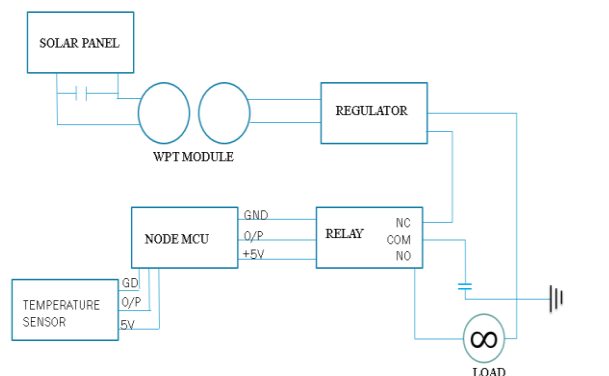 SOLAR PANEL
REGULATOR
WPT MODULE
GND
NC
NODE MCU
O/P
RELAY
COM
+5V
NO
GD
TEMPERATURE
SENSOR
O/P
5V
∞
LOAD